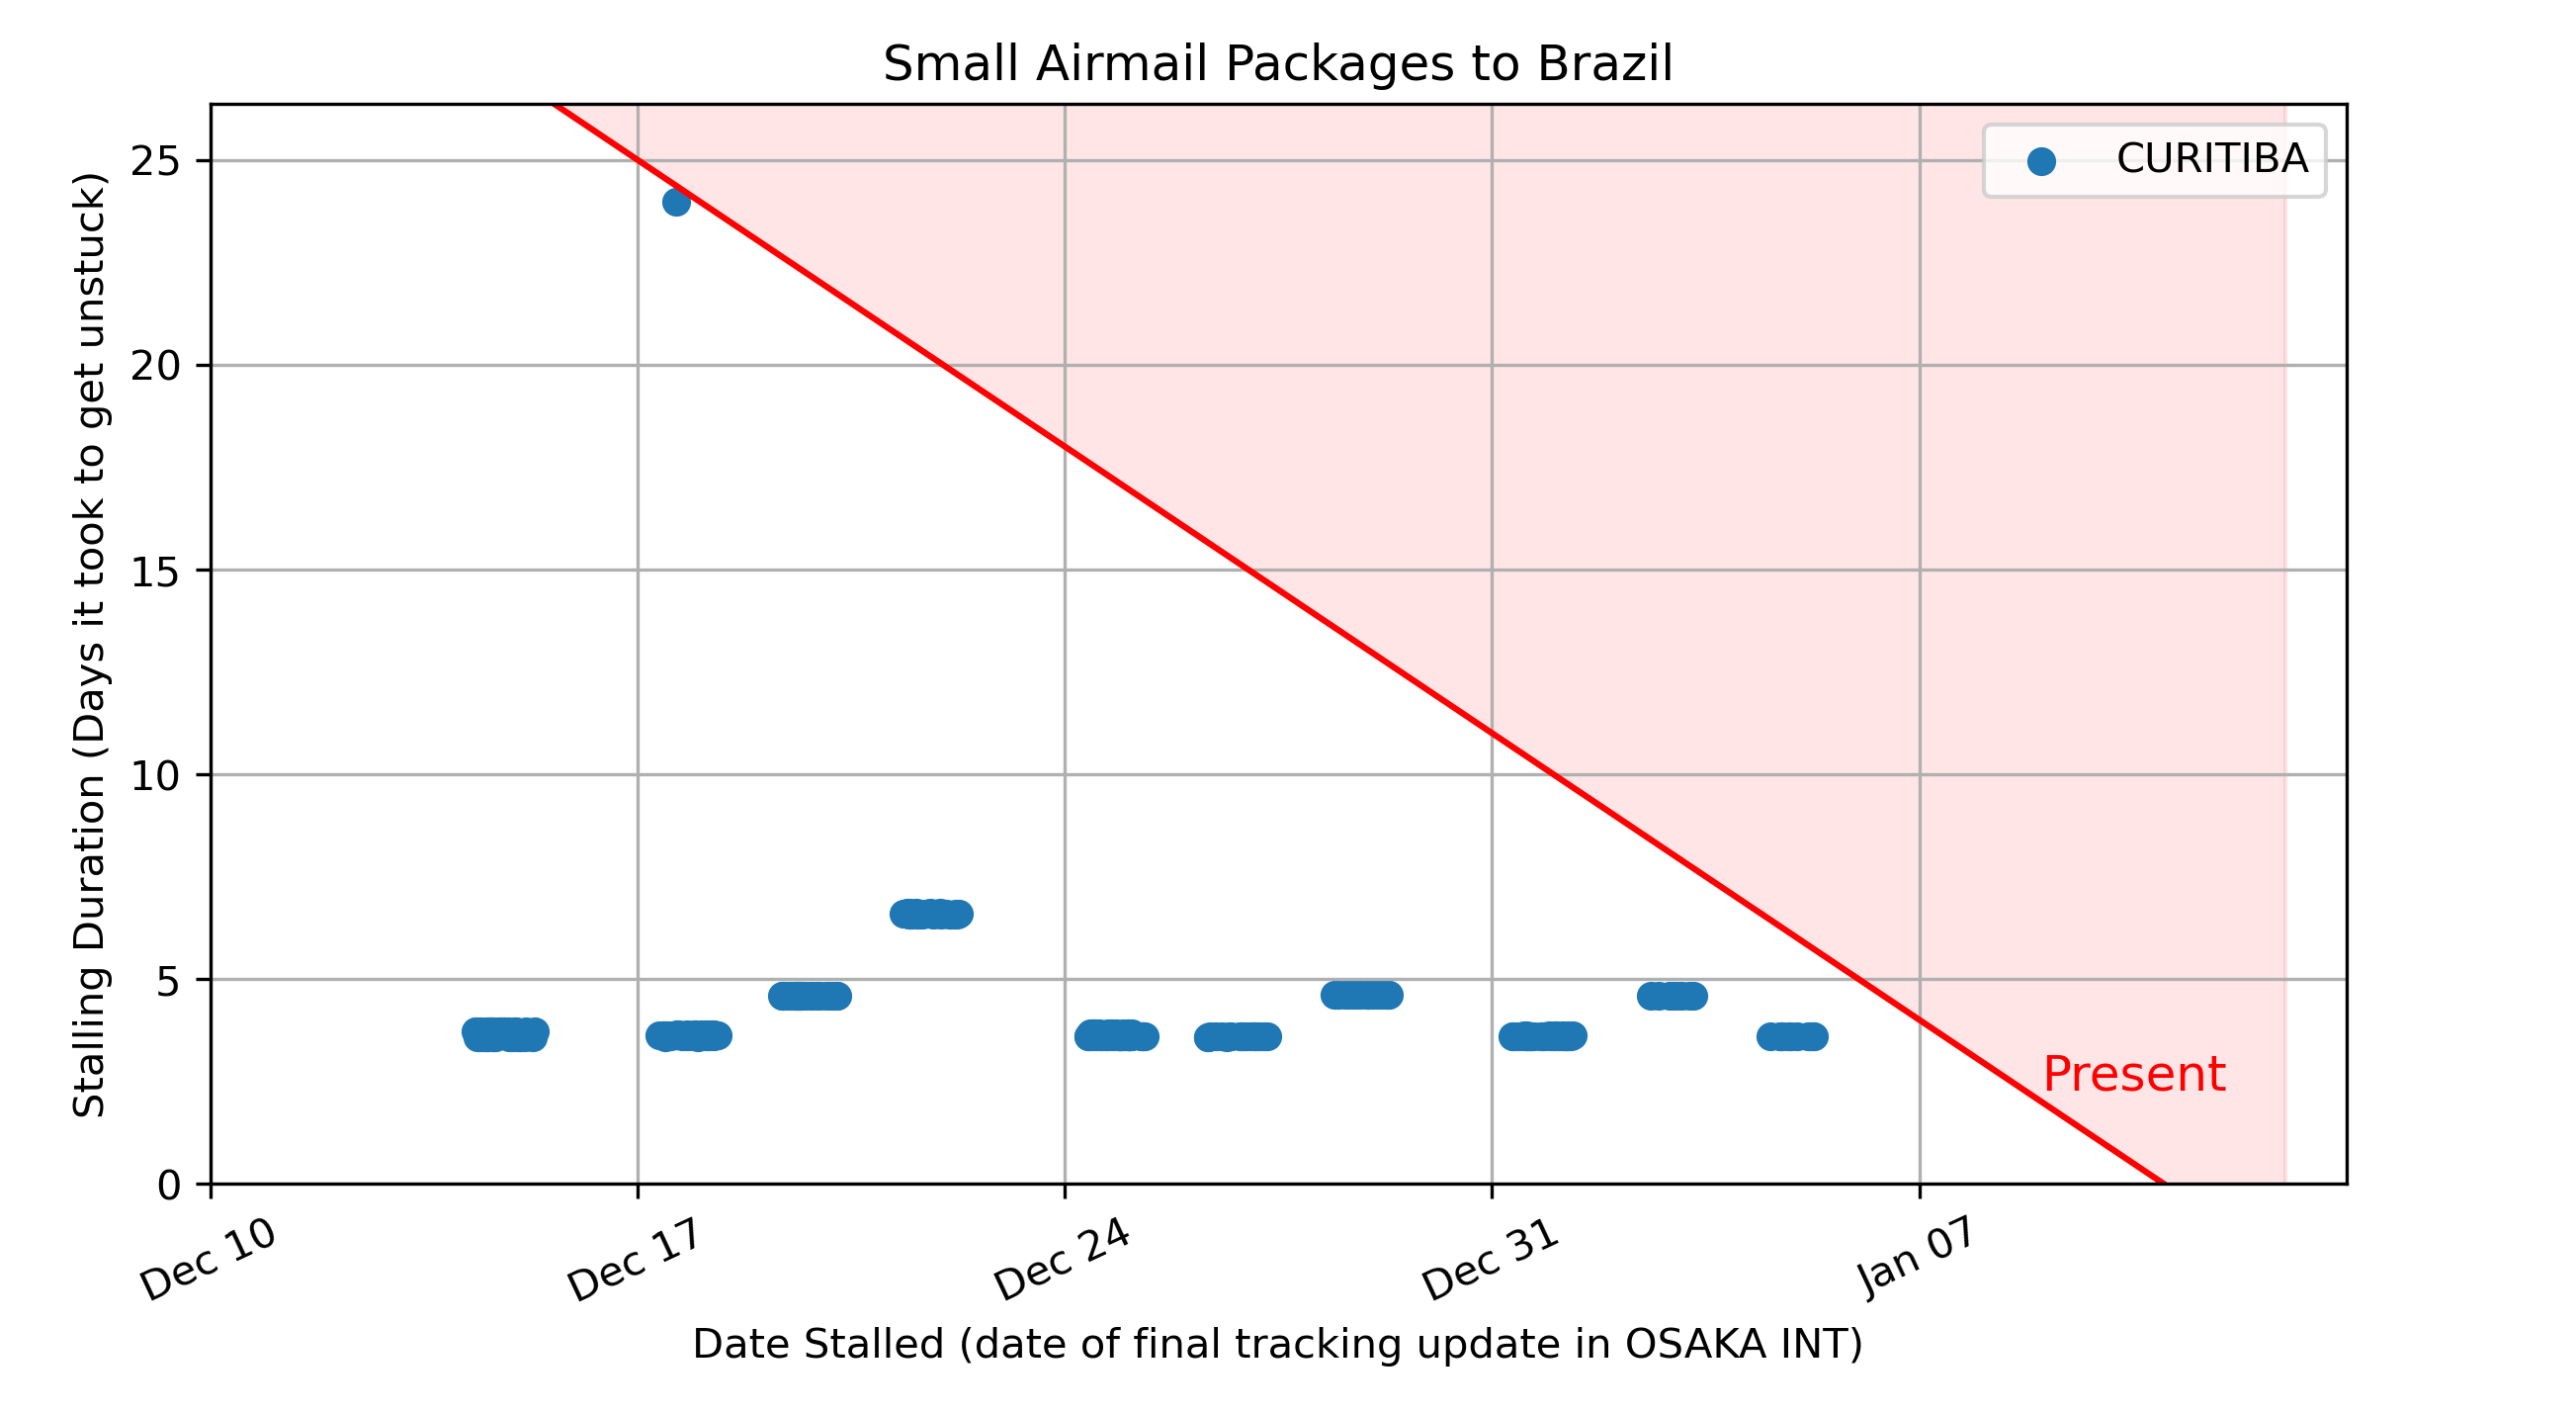 Small Airmail Packages to Brazil
CURITIBA
Stalling Duration (Days it took to get unstuck)
25
20
15
10
5
0
Present
Dec 10
Dec 17
Dec 24
Dec 31
Jan 07
Date Stalled (date of final tracking update in OSAKA INT)